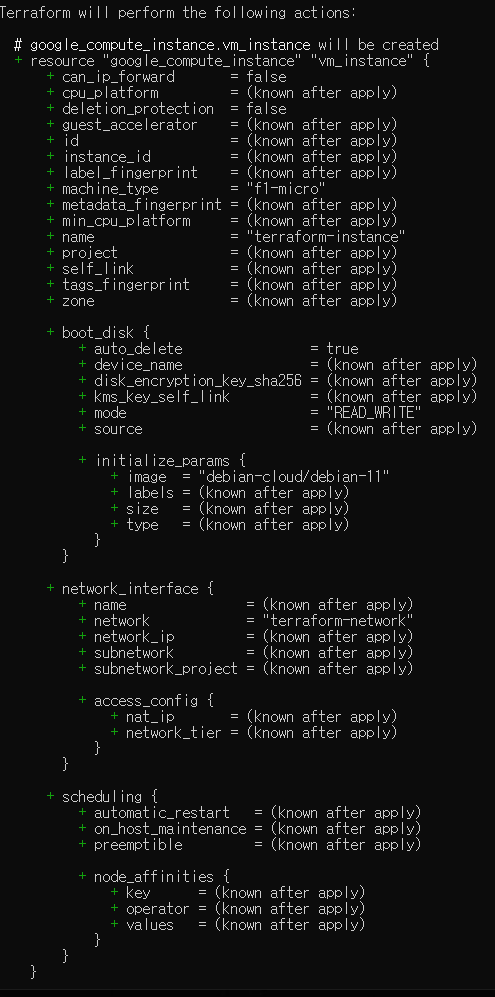 Terraform will perform the following actions:

  # google_compute_instance.vm_instance will be created
  + resource "google_compute_instance" "vm_instance" {
      + can_ip_forward       = false
      + cpu_platform         = (known after apply)
      + deletion_protection  = false
      + guest_accelerator    = (known after apply)
      + id                   = (known after apply)
      + instance_id          = (known after apply)
      + label_fingerprint    = (known after apply)
      + machine_type         = "f1-micro"
      + metadata_fingerprint = (known after apply)
      + min_cpu_platform     = (known after apply)
      + name                 = "terraform-instance"
      + project              = (known after apply)
      + self_link            = (known after apply)
      + tags_fingerprint     = (known after apply)
      + zone                 = (known after apply)

      + boot_disk {
          + auto_delete                = true
          + device_name                = (known after apply)
          + disk_encryption_key_sha256 = (known after apply)
          + kms_key_self_link          = (known after apply)
          + mode                       = "READ_WRITE"
          + source                     = (known after apply)

          + initialize_params {
              + image  = "debian-cloud/debian-11"
              + labels = (known after apply)
              + size   = (known after apply)
              + type   = (known after apply)
            }
        }

      + network_interface {
          + name               = (known after apply)
          + network            = "terraform-network"
          + network_ip         = (known after apply)
          + subnetwork         = (known after apply)
          + subnetwork_project = (known after apply)

          + access_config {
              + nat_ip       = (known after apply)
              + network_tier = (known after apply)
            }
        }

      + scheduling {
          + automatic_restart   = (known after apply)
          + on_host_maintenance = (known after apply)
          + preemptible         = (known after apply)

          + node_affinities {
              + key      = (known after apply)
              + operator = (known after apply)
              + values   = (known after apply)
            }
        }
    }